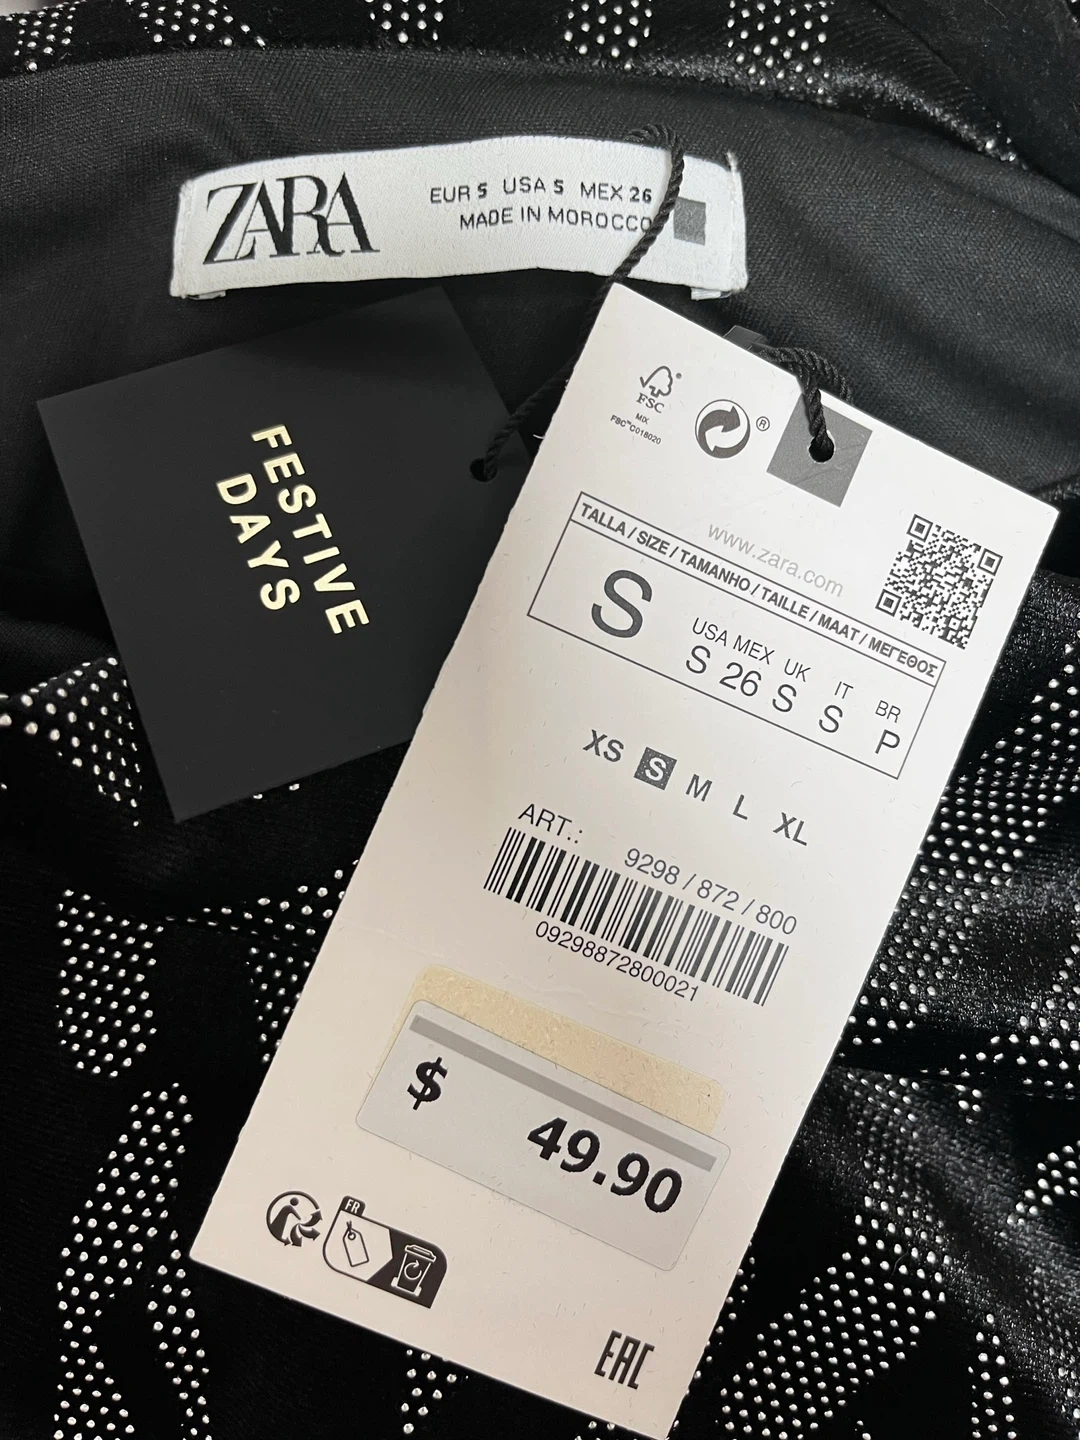 ZARA
EUR S USA S MEX 26
MADE IN MOROCCO
FESTIVE
DAYS
FSC
MIX
FSC™ C018020
®
www.zara.com
TALLA / SIZE / TAMANHO / TAILLE / MAAT / ΜΕΓΕΘΟΣ
S
USA MEX UK IT BR
S 26 S S P
XS S M L XL
ART.: 9298 / 872 / 800
09298872800021
$ 49.90
FR
EAC